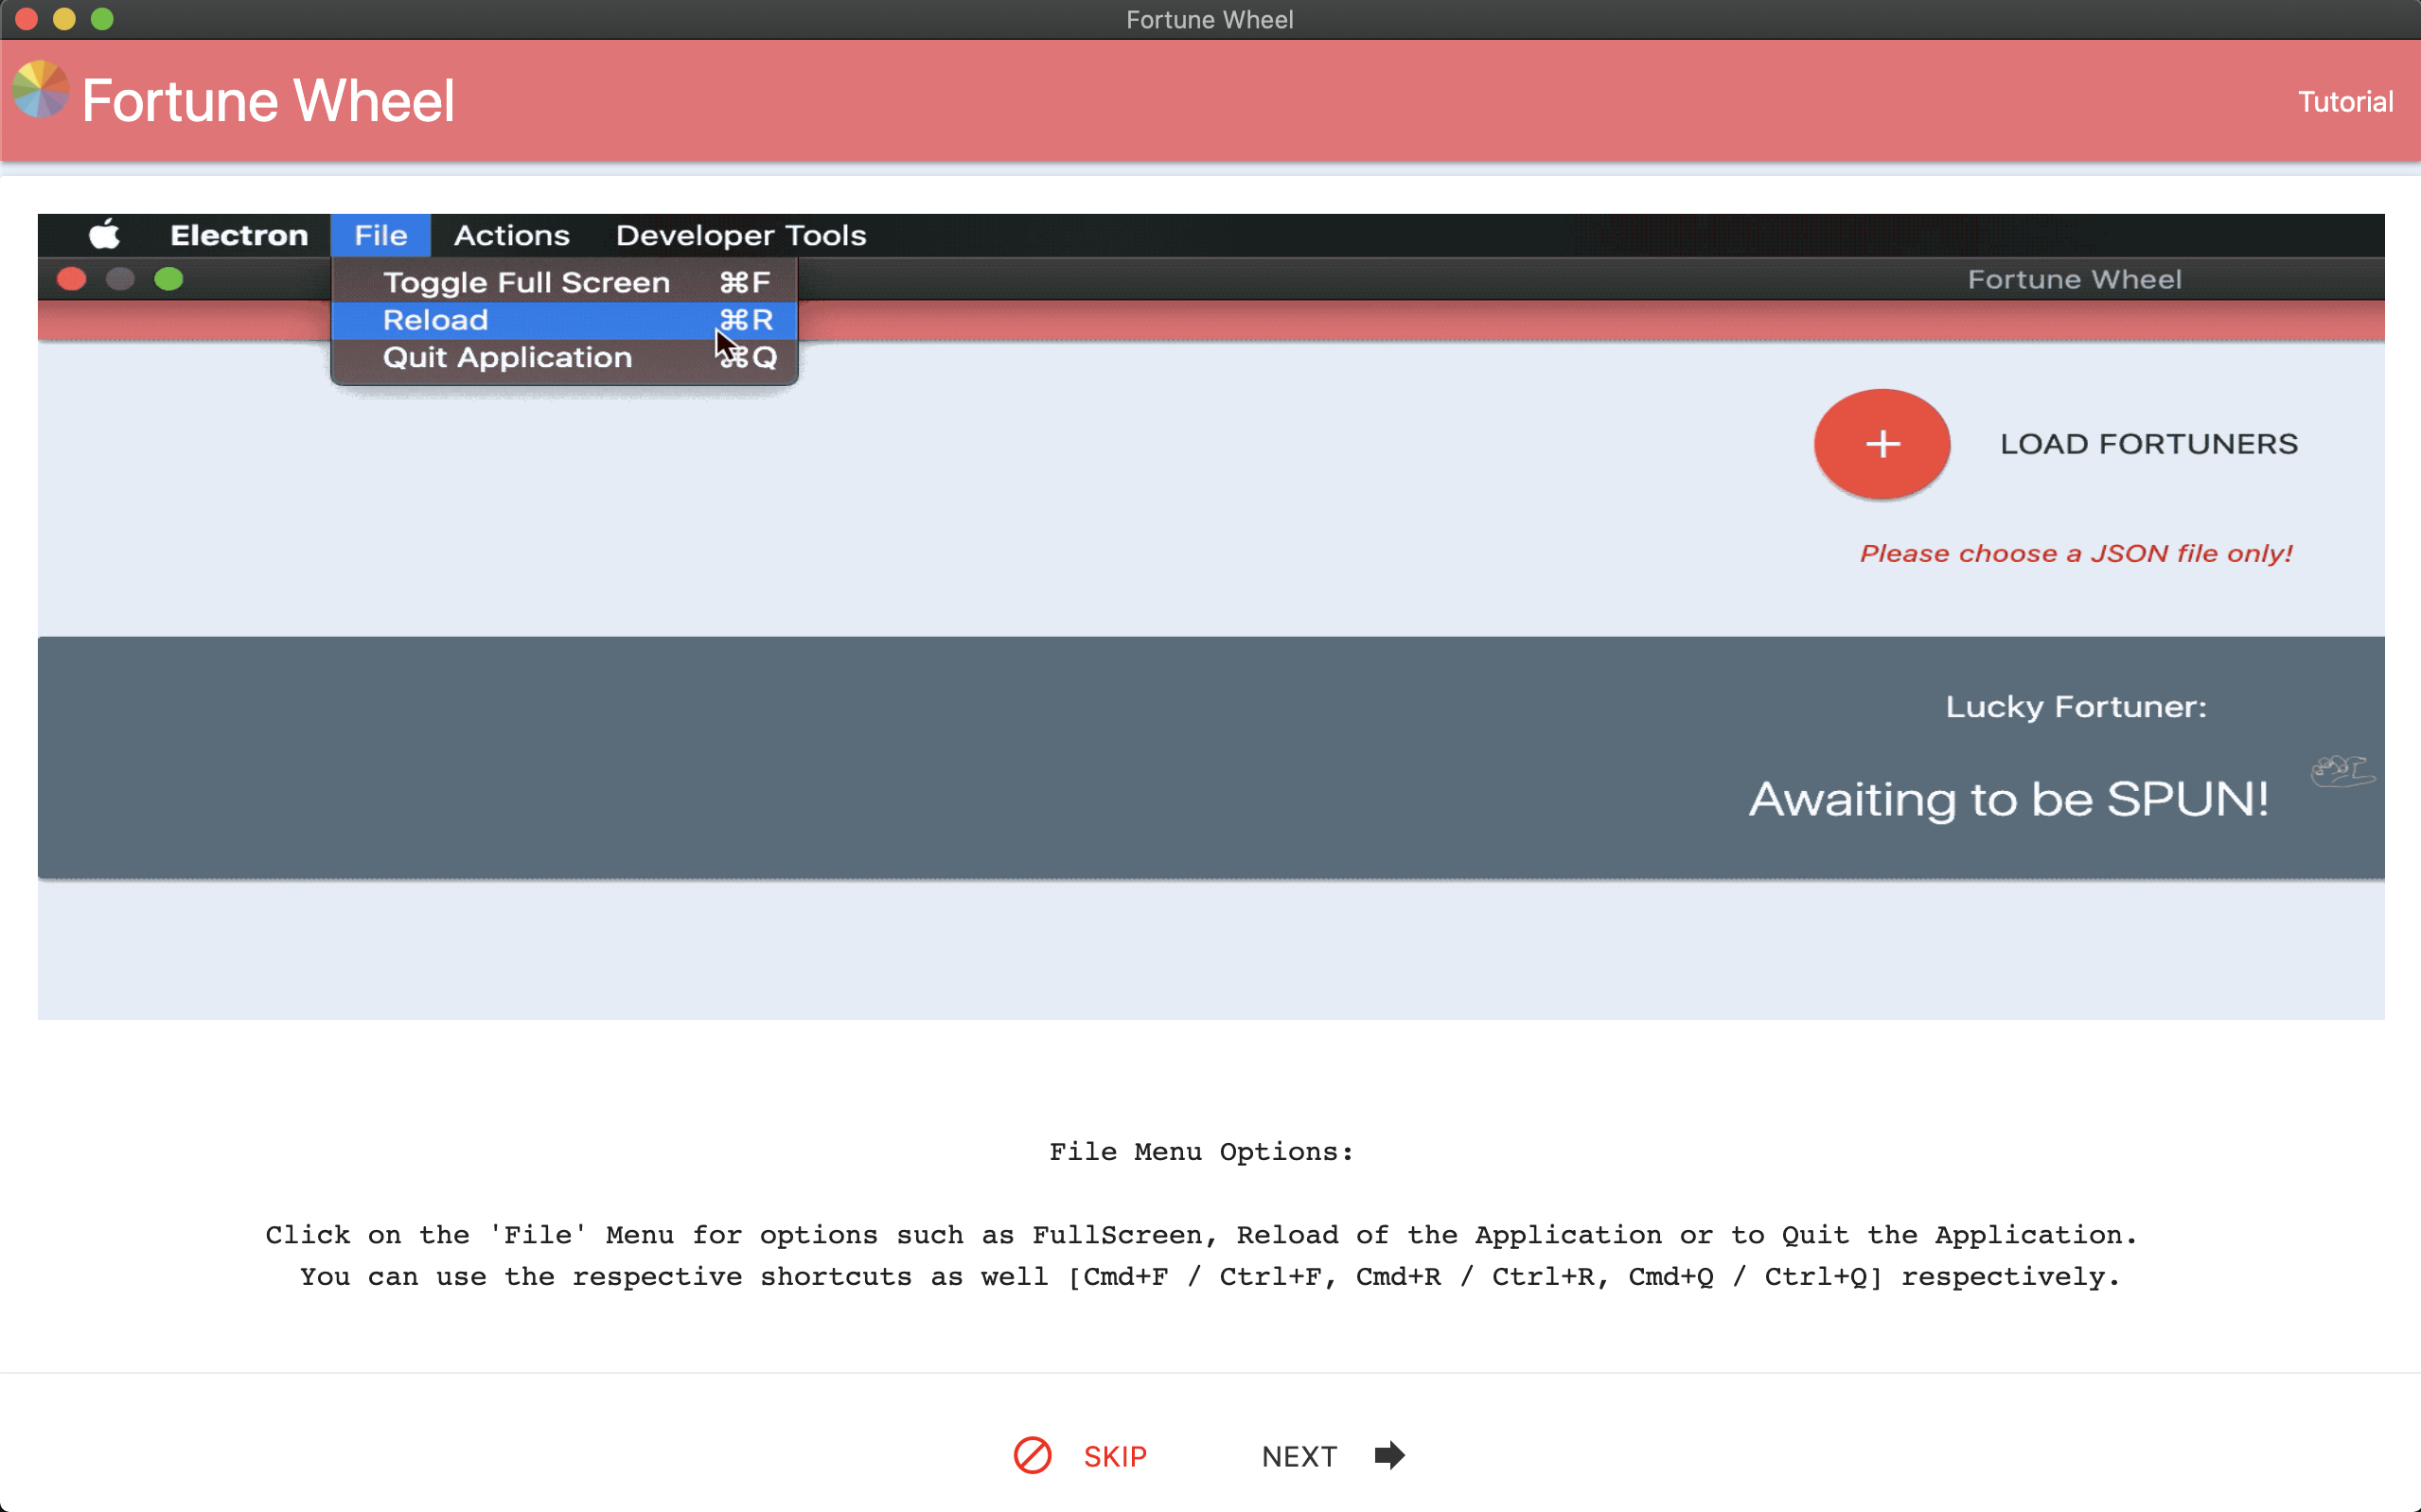 Fortune Wheel
Fortune Wheel
Tutorial
Electron File Actions Developer Tools
Fortune Wheel
Toggle Full Screen ⌘F
Reload ⌘R
Quit Application ⌘Q
+ LOAD FORTUNERS
Please choose a JSON file only!
Lucky Fortuner:
Awaiting to be SPUN!
File Menu Options:
Click on the 'File' Menu for options such as FullScreen, Reload of the Application or to Quit the Application.
You can use the respective shortcuts as well [Cmd+F / Ctrl+F, Cmd+R / Ctrl+R, Cmd+Q / Ctrl+Q] respectively.
SKIP NEXT